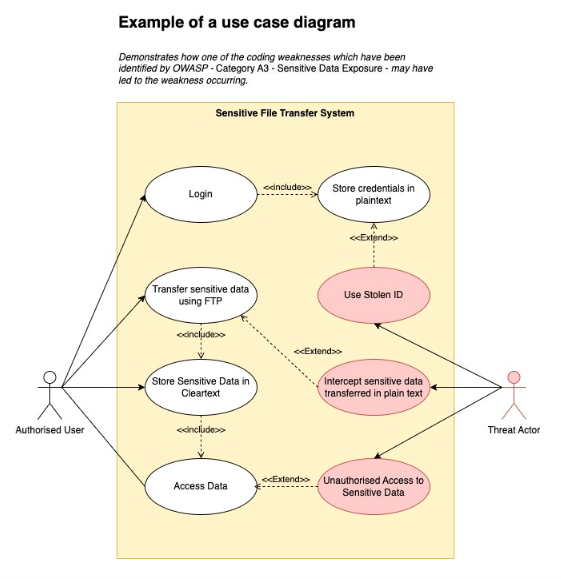 Example of a use case diagram
Demonstrates how one of the coding weaknesses which have been
identified by OWASP - Category A3 - Sensitive Data Exposure - may have
led to the weakness occurring.
Sensitive File Transfer System
Login
<<include>>
Store credentials in
plaintext
<<Extend>>
Transfer sensitive data
using FTP
Use Stolen ID
<<include>>
<<Extend>>
Store Sensitive Data in
Cleartext
Intercept sensitive data
transferred in plain text
Authorised User
Threat Actor
<<include>>
Access Data
<<Extend>>
Unauthorised Access to
Sensitive Data